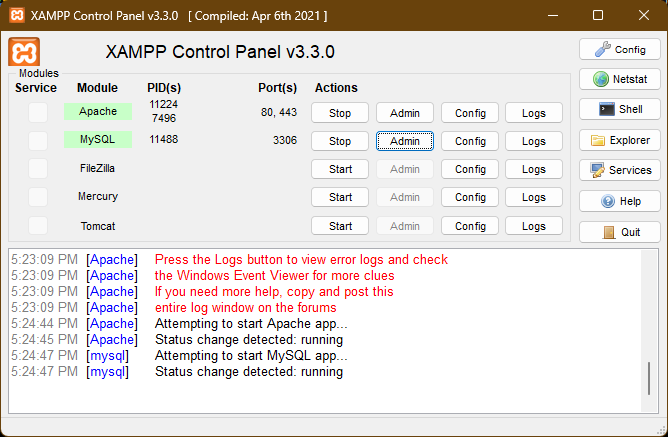 XAMPP Control Panel v3.3.0 [ Compiled: Apr 6th 2021 ]
XAMPP Control Panel v3.3.0
Config
Modules
Service Module PID(s) Port(s) Actions
Netstat
Apache 11224 7496 80, 443 Stop Admin Config Logs
Shell
MySQL 11488 3306 Stop Admin Config Logs
Explorer
FileZilla Start Admin Config Logs
Services
Mercury Start Admin Config Logs
Help
Tomcat Start Admin Config Logs
Quit
5:23:09 PM [Apache] Press the Logs button to view error logs and check
5:23:09 PM [Apache] the Windows Event Viewer for more clues
5:23:09 PM [Apache] If you need more help, copy and post this
5:23:09 PM [Apache] entire log window on the forums
5:24:44 PM [Apache] Attempting to start Apache app...
5:24:45 PM [Apache] Status change detected: running
5:24:47 PM [mysql] Attempting to start MySQL app...
5:24:47 PM [mysql] Status change detected: running